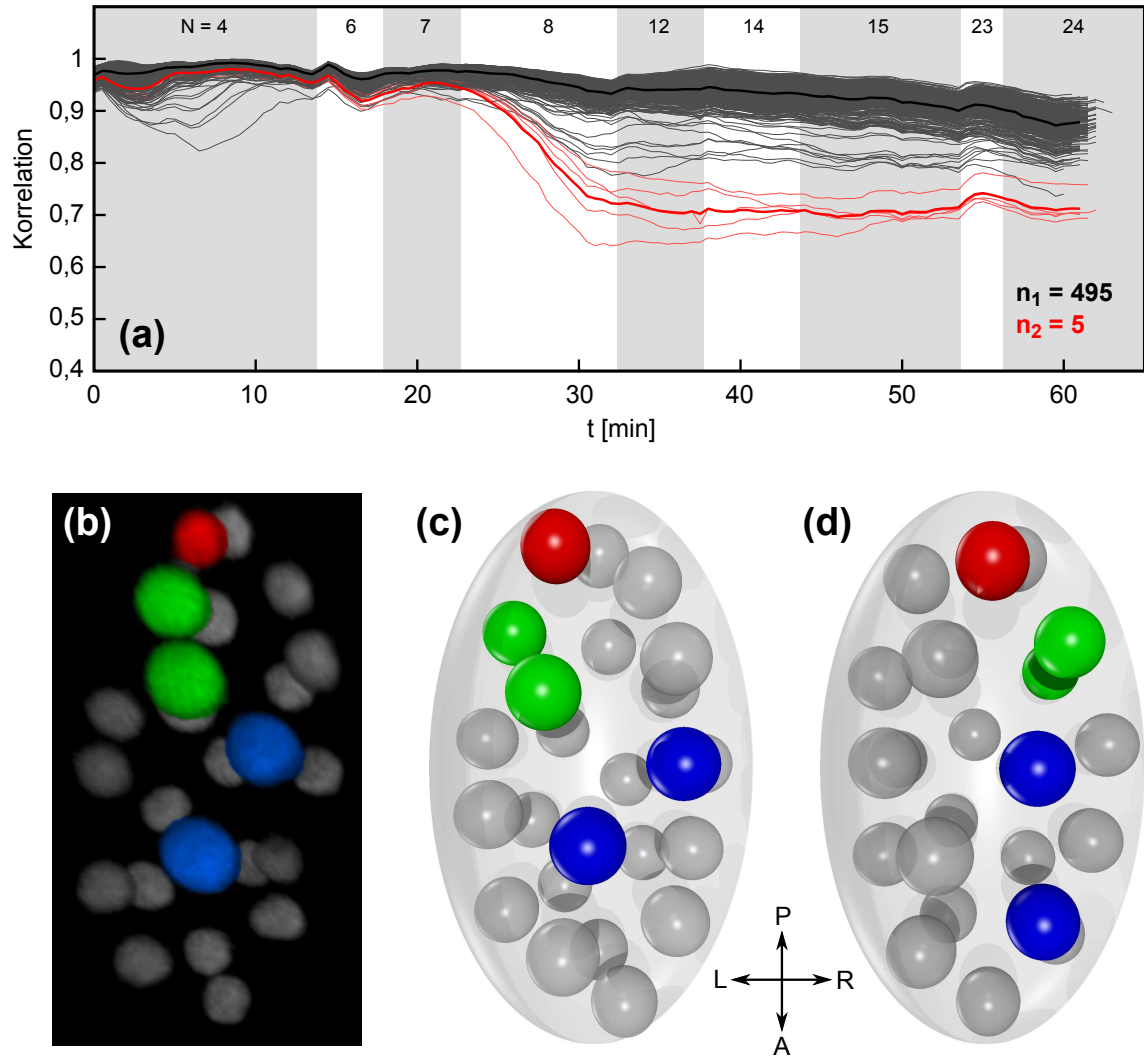 N = 4 6 7 8 12 14 15 23 24
1
0,9
0,8
0,7
0,6
0,5
0,4
Korrelation
n1 = 495
n2 = 5
(a)
0 10 20 30 40 50 60
t [min]
(b) (c) (d)
P
L R
A